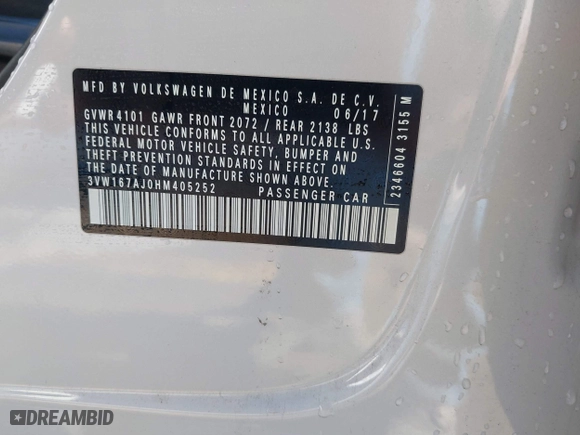 MFD BY VOLKSWAGEN DE MEXICO S.A. DE C.V.
MEXICO 06/17
GVWR4101 GAWR FRONT 2072 / REAR 2138 LBS
THIS VEHICLE CONFORMS TO ALL APPLICABLE U.S.
FEDERAL MOTOR VEHICLE SAFETY, BUMPER AND
THEFT PREVENTION STANDARDS IN EFFECT ON
THE DATE OF MANUFACTURE SHOWN ABOVE.
3VW167AJ0HM405252 PASSENGER CAR
2346604 3155 M
DREAMBID